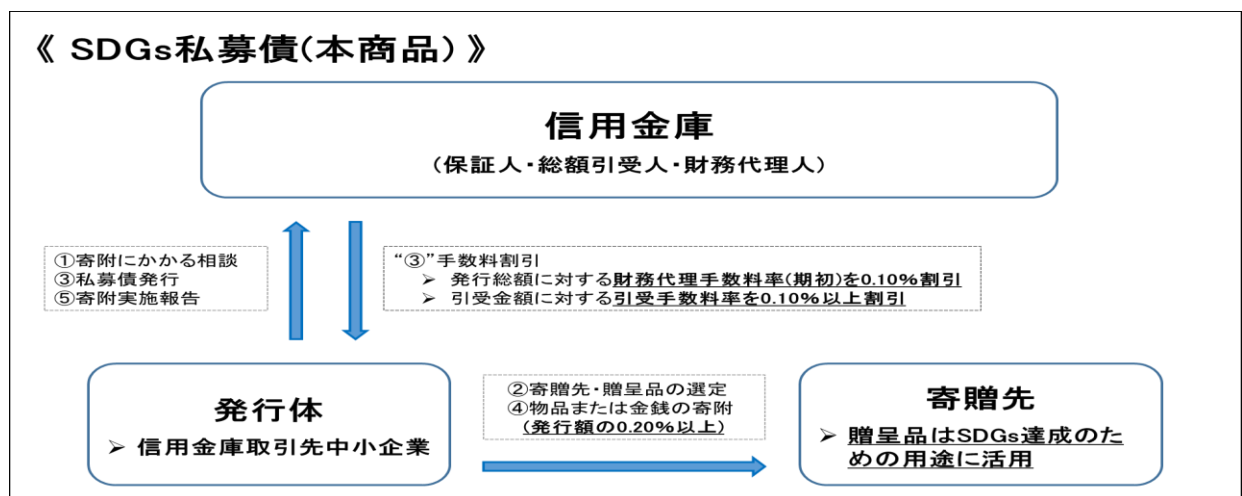 《 SDGs私募債(本商品) 》
信用金庫
(保証人・総額引受人・財務代理人)
①寄附にかかる相談
③私募債発行
⑤寄附実施報告
“③”手数料割引
➢ 発行総額に対する財務代理手数料率(期初)を0.10%割引
➢ 引受金額に対する引受手数料率を0.10%以上割引
発行体
➢ 信用金庫取引先中小企業
②寄贈先・贈呈品の選定
④物品または金銭の寄附
(発行額の0.20%以上)
寄贈先
➢ 贈呈品はSDGs達成のた
めの用途に活用